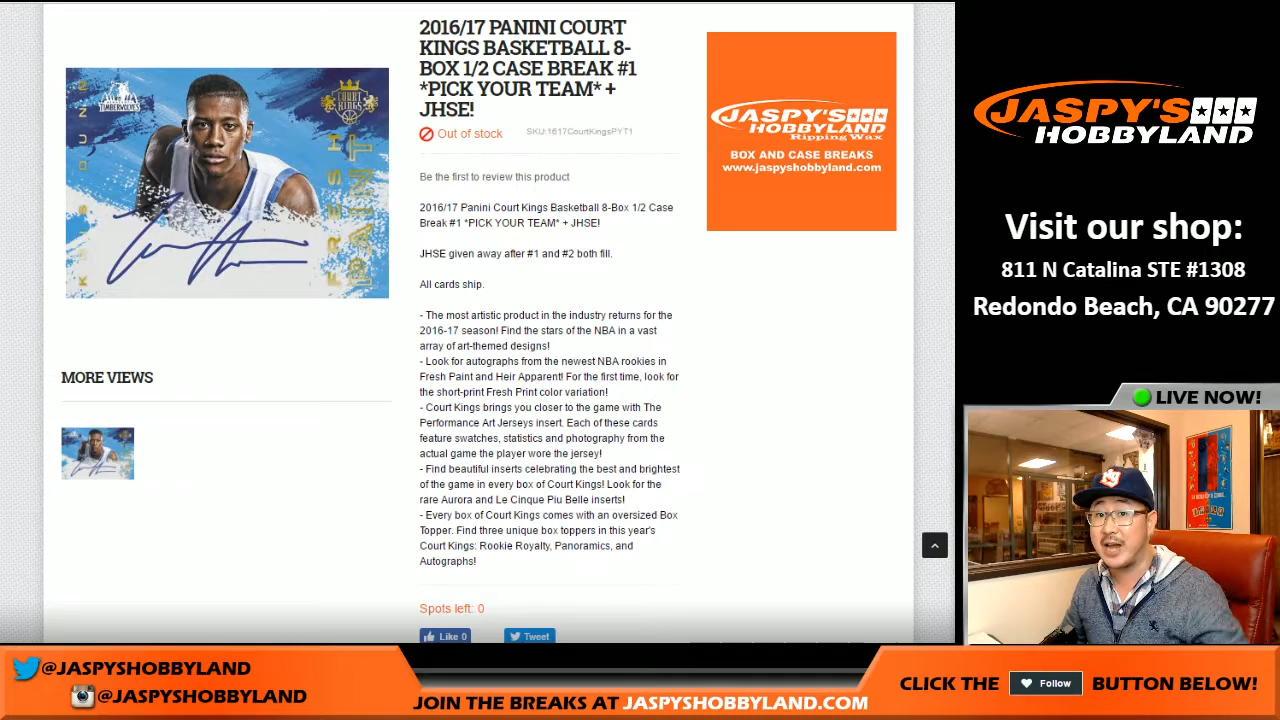 2016/17 PANINI COURT
KINGS BASKETBALL 8-
BOX 1/2 CASE BREAK #1
*PICK YOUR TEAM* +
JHSE!
Out of stock
SKU:1617CourtKingsPYT1
Be the first to review this product
2016/17 Panini Court Kings Basketball 8-Box 1/2 Case
Break #1 *PICK YOUR TEAM* + JHSE!
JHSE given away after #1 and #2 both fill.
All cards ship.
- The most artistic product in the industry returns for the
2016-17 season! Find the stars of the NBA in a vast
array of art-themed designs!
- Look for autographs from the newest NBA rookies in
Fresh Paint and Heir Apparent! For the first time, look for
the short-print Fresh Print color variation!
- Court Kings brings you closer to the game with The
Performance Art Jerseys insert. Each of these cards
feature swatches, statistics and photography from the
actual game the player wore the jersey!
- Find beautiful inserts celebrating the best and brightest
of the game in every box of Court Kings! Look for the
rare Aurora and Le Cinque Piu Belle inserts!
- Every box of Court Kings comes with an oversized Box
Topper. Find three unique box toppers in this year's
Court Kings: Rookie Royalty, Panoramics, and
Autographs!
Spots left: 0
Like 0
Tweet
TIMBERWOLVES
COURT
KINGS
KRIS DUNN
FRESH
PAINT
MORE VIEWS
JASPY'S
HOBBYLAND
Ripping Wax
BOX AND CASE BREAKS
www.jaspyshobbyland.com
JASPY'S
HOBBYLAND
Visit our shop:
811 N Catalina STE #1308
Redondo Beach, CA 90277
LIVE NOW!
@JASPYSHOBBYLAND
@JASPYSHOBBYLAND
JOIN THE BREAKS AT JASPYSHOBBYLAND.COM
CLICK THE
Follow
BUTTON BELOW!